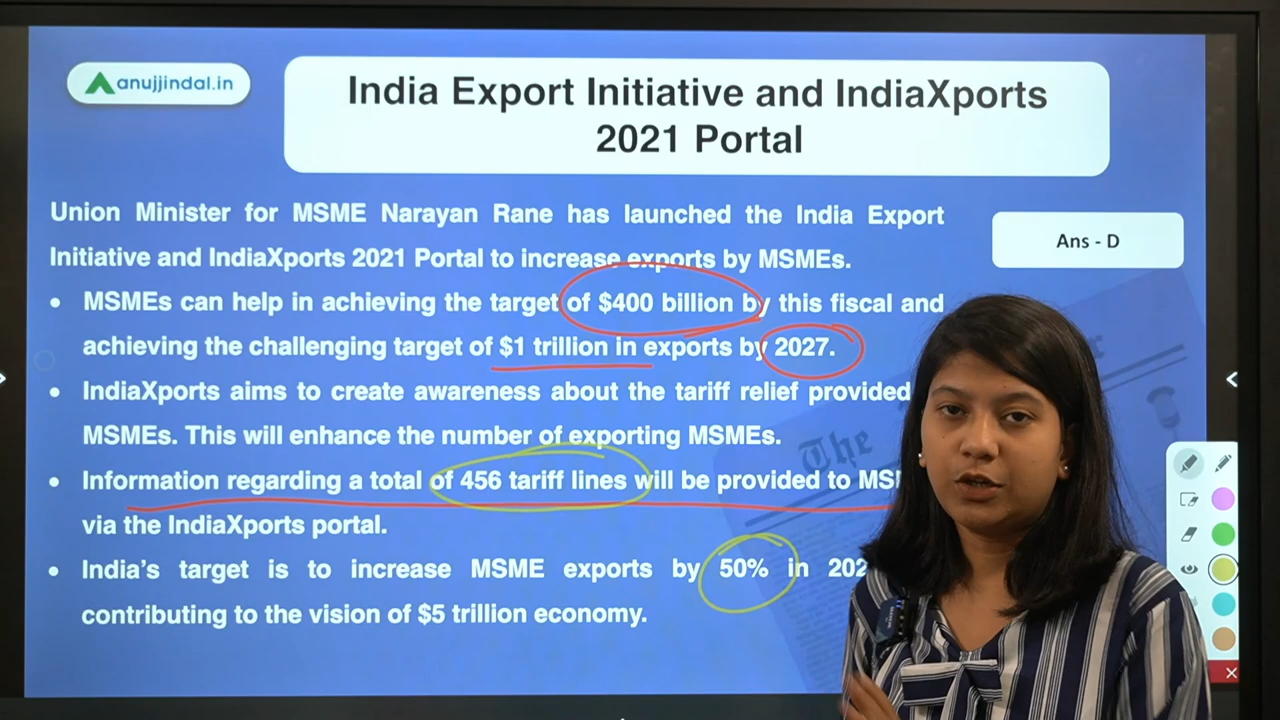 anujjindal.in
India Export Initiative and IndiaXports
2021 Portal
Union Minister for MSME Narayan Rane has launched the India Export
Initiative and IndiaXports 2021 Portal to increase exports by MSMEs.
Ans - D
• MSMEs can help in achieving the target of $400 billion by this fiscal and
achieving the challenging target of $1 trillion in exports by 2027.
• IndiaXports aims to create awareness about the tariff relief provided
MSMEs. This will enhance the number of exporting MSMEs.
• Information regarding a total of 456 tariff lines will be provided to
via the IndiaXports portal.
• India's target is to increase MSME exports by 50% in
contributing to the vision of $5 trillion economy.
The